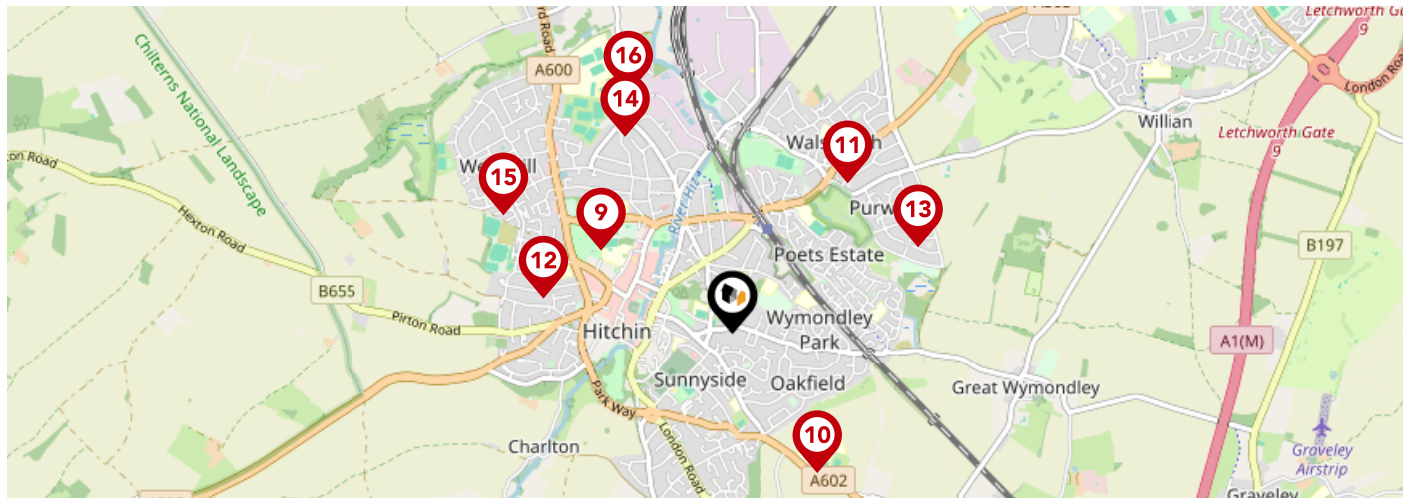 Letchworth Ga
9
16
A600
14
London Road
Chilterns National Landscape
Willian
Letchworth Gate
9
11
15
River Hiz
13
9
Hexton Road
B197
12
Poets Estate
B655
Pirton Road
Hitchin
Wymondley
Park
A1(M)
Sunnyside
Oakfield
Great Wymondley
Park Way
10
Charlton
London Road
Graveley
Airstrip
A602
Graveley